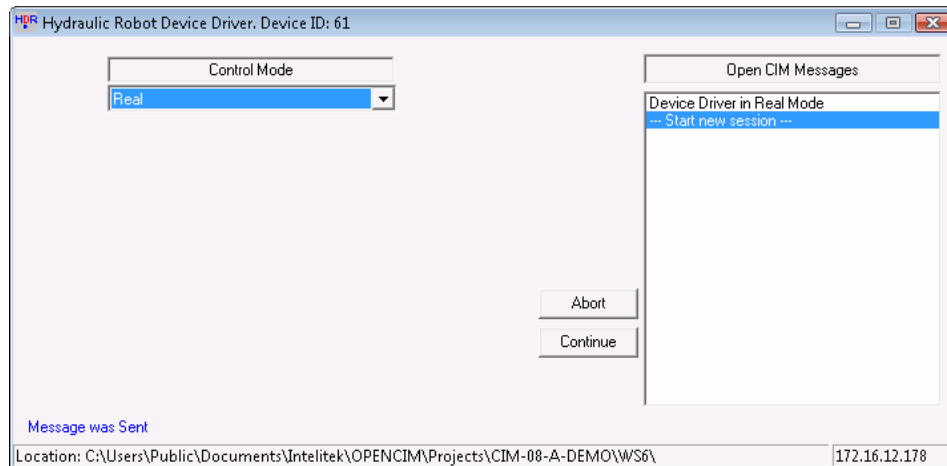 HDR Hydraulic Robot Device Driver. Device ID: 61
Control Mode
Real
Open CIM Messages
Device Driver in Real Mode
--- Start new session ---
Abort
Continue
Message was Sent
Location: C:\Users\Public\Documents\Intelitek\OPENCIM\Projects\CIM-08-A-DEMO\WS6\
172.16.12.178